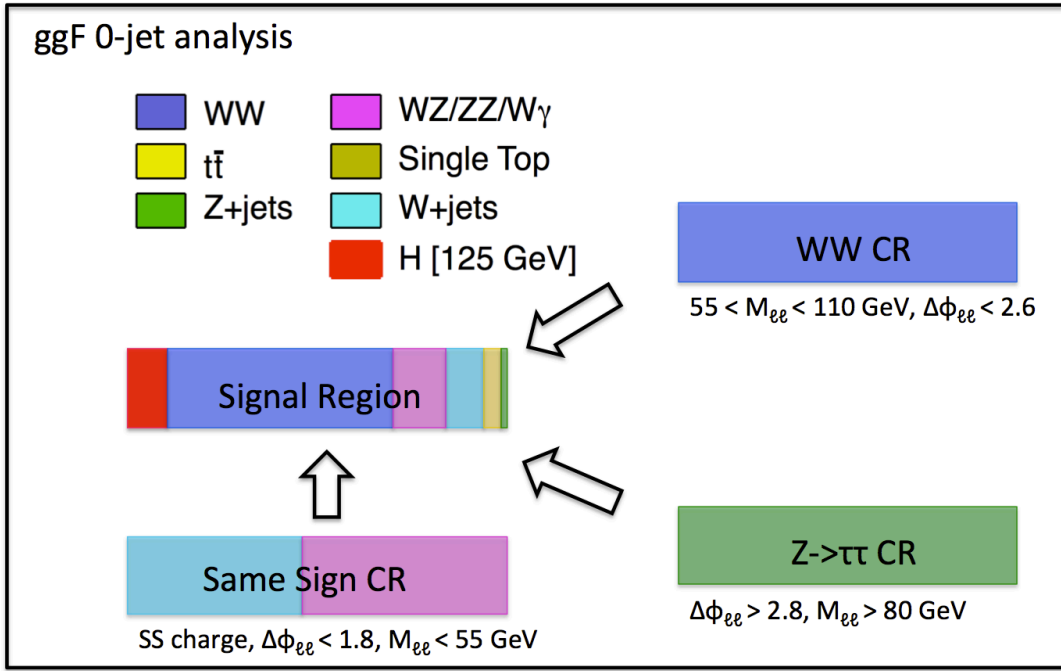 ggF 0-jet analysis
WW
WZ/ZZ/Wγ
tt̄
Single Top
Z+jets
W+jets
H [125 GeV]
WW CR
55 < Mℓℓ < 110 GeV, Δϕℓℓ < 2.6
Signal Region
Same Sign CR
SS charge, Δϕℓℓ < 1.8, Mℓℓ < 55 GeV
Z->ττ CR
Δϕℓℓ > 2.8, Mℓℓ > 80 GeV